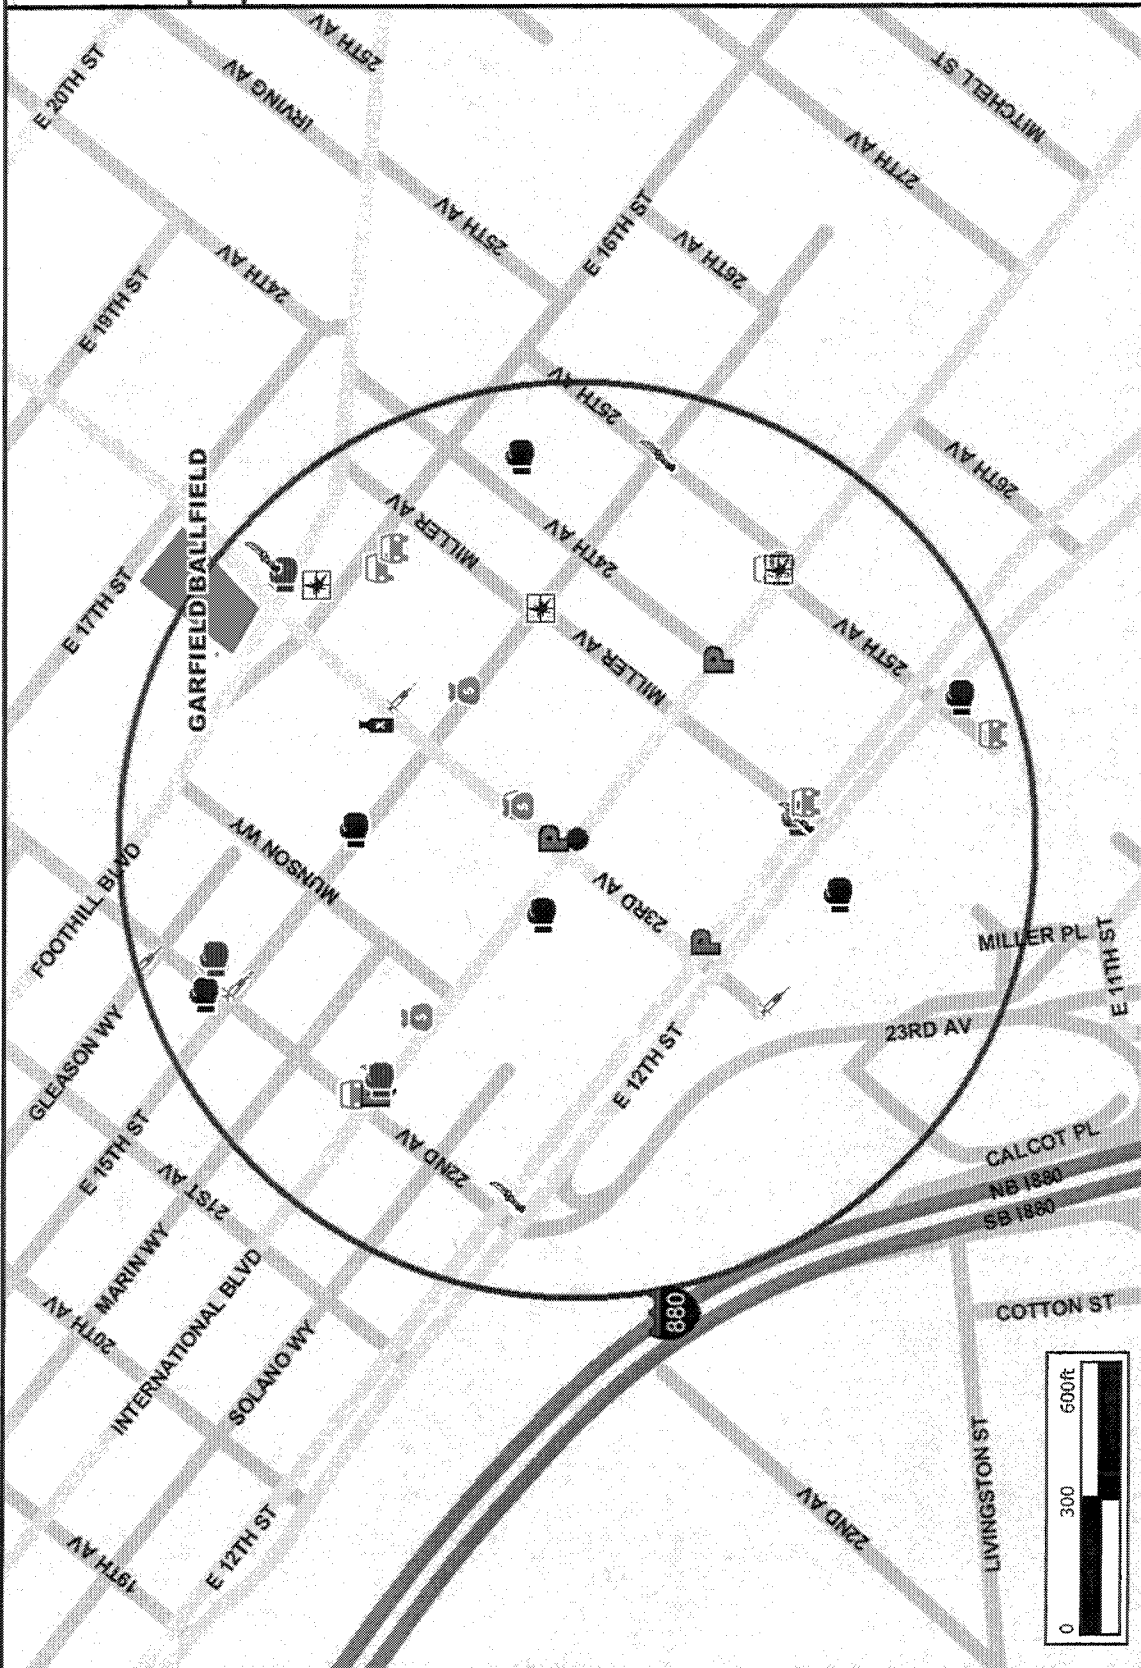 E 20TH ST
25TH AV
IRVING AV
MITCHELL ST
27TH AV
25TH AV
E 16TH ST
26TH AV
24TH AV
E 19TH ST
25TH AV
26TH AV
GARFIELD BALLFIELD
E 17TH ST
MILLER AV
24TH AV
MILLER AV
25TH AV
MUNSON WY
FOOTHILL BLVD
23RD AV
MILLER PL
E 11TH ST
23RD AV
GLEASON WY
E 12TH ST
E 15TH ST
22ND AV
CALCOT PL
NB I880
SB I880
21ST AV
MARIN WY
20TH AV
INTERNATIONAL BLVD
SOLANO WY
880
COTTON ST
19TH AV
E 12TH ST
22ND AV
LIVINGSTON ST
0 300 600ft